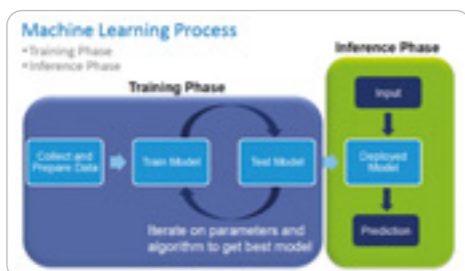 Machine Learning Process
▪Training Phase
▪Inference Phase
Training Phase
Collect and
Prepare Data
Train Model
Test Model
Iterate on parameters and
algorithm to get best model
Inference Phase
Input
Deployed
Model
Prediction